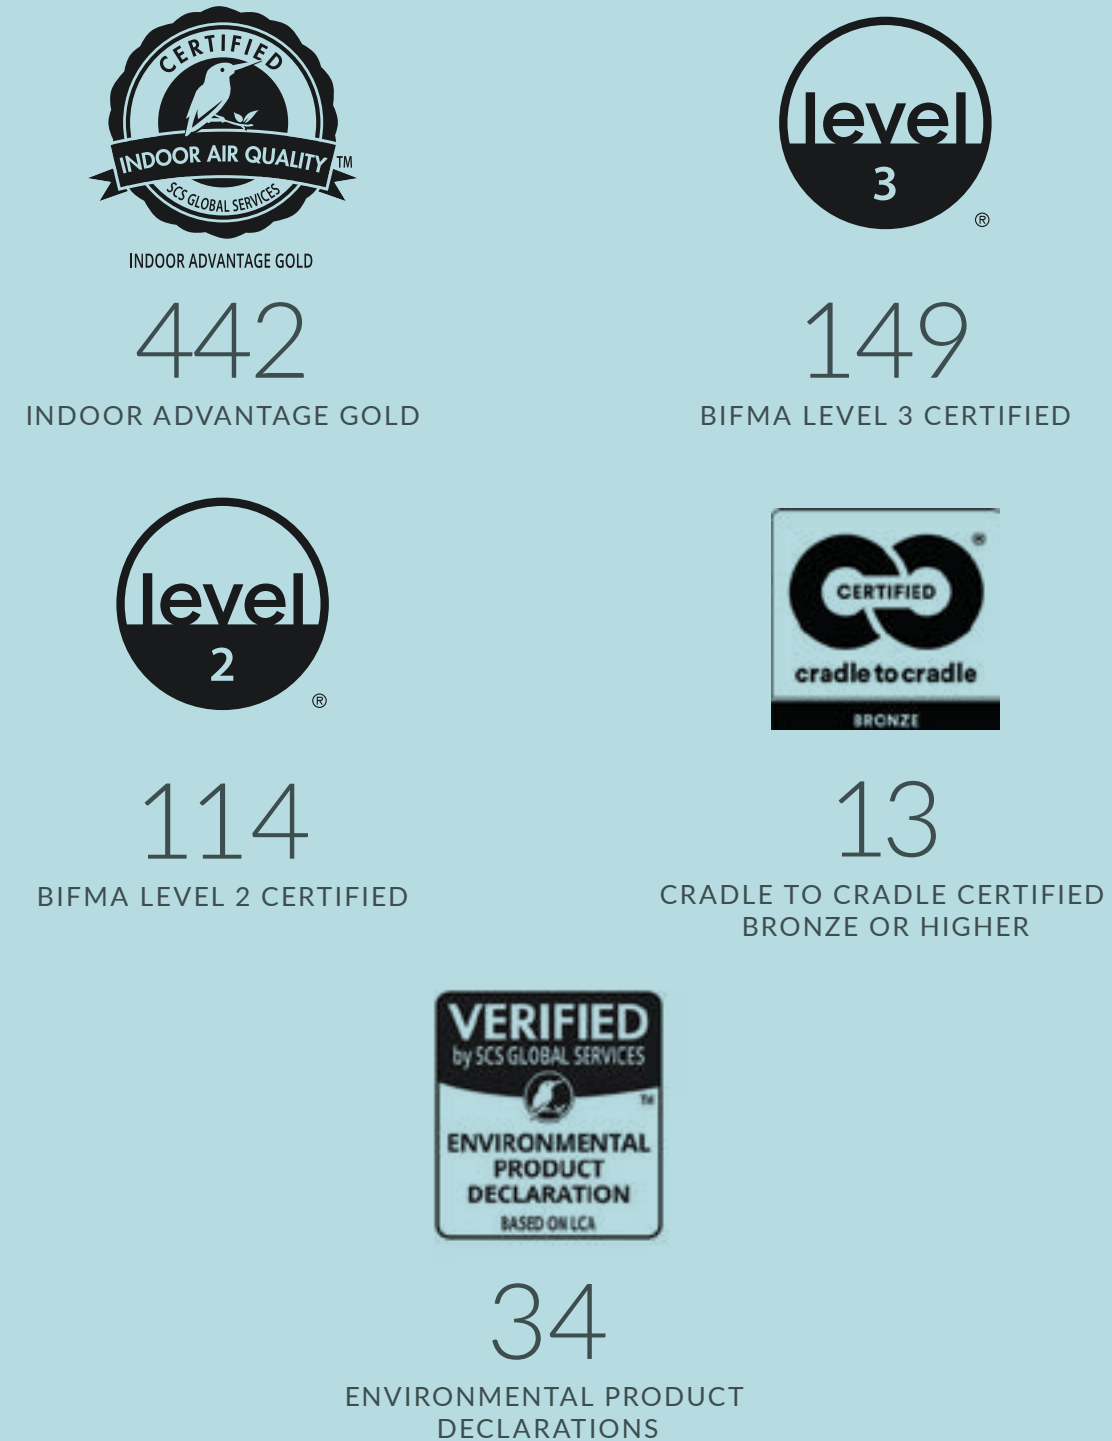 CERTIFIED
INDOOR AIR QUALITY™
SCS GLOBAL SERVICES
INDOOR ADVANTAGE GOLD
442
INDOOR ADVANTAGE GOLD
level
3
®
149
BIFMA LEVEL 3 CERTIFIED
level
2
®
114
BIFMA LEVEL 2 CERTIFIED
®
CERTIFIED
cradle to cradle
BRONZE
13
CRADLE TO CRADLE CERTIFIED
BRONZE OR HIGHER
VERIFIED
by SCS GLOBAL SERVICES
TM
ENVIRONMENTAL
PRODUCT
DECLARATION
BASED ON LCA
34
ENVIRONMENTAL PRODUCT
DECLARATIONS